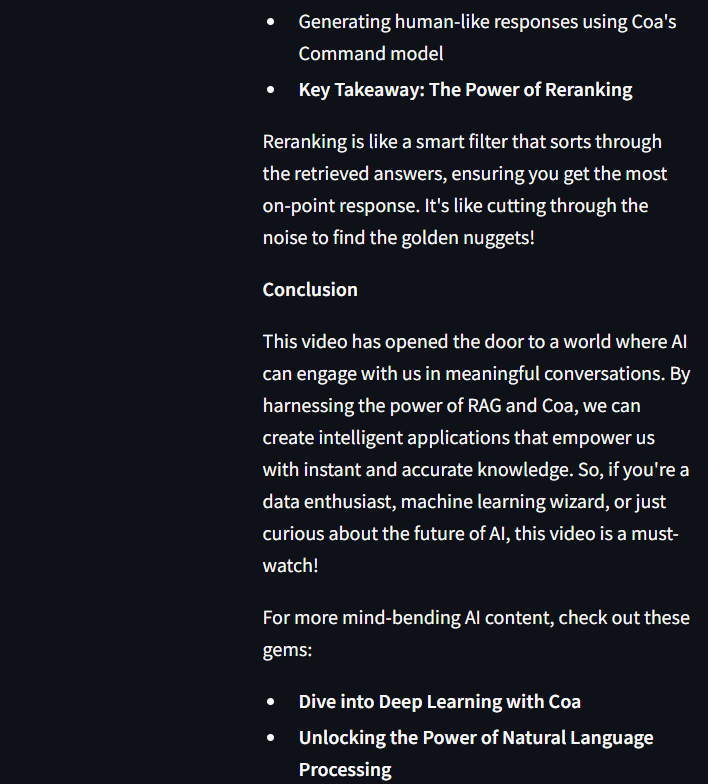 Generating human-like responses using Coa's
Command model
Key Takeaway: The Power of Reranking
Reranking is like a smart filter that sorts through
the retrieved answers, ensuring you get the most
on-point response. It's like cutting through the
noise to find the golden nuggets!
Conclusion
This video has opened the door to a world where AI
can engage with us in meaningful conversations. By
harnessing the power of RAG and Coa, we can
create intelligent applications that empower us
with instant and accurate knowledge. So, if you're a
data enthusiast, machine learning wizard, or just
curious about the future of AI, this video is a must-
watch!
For more mind-bending AI content, check out these
gems:
Dive into Deep Learning with Coa
Unlocking the Power of Natural Language
Processing